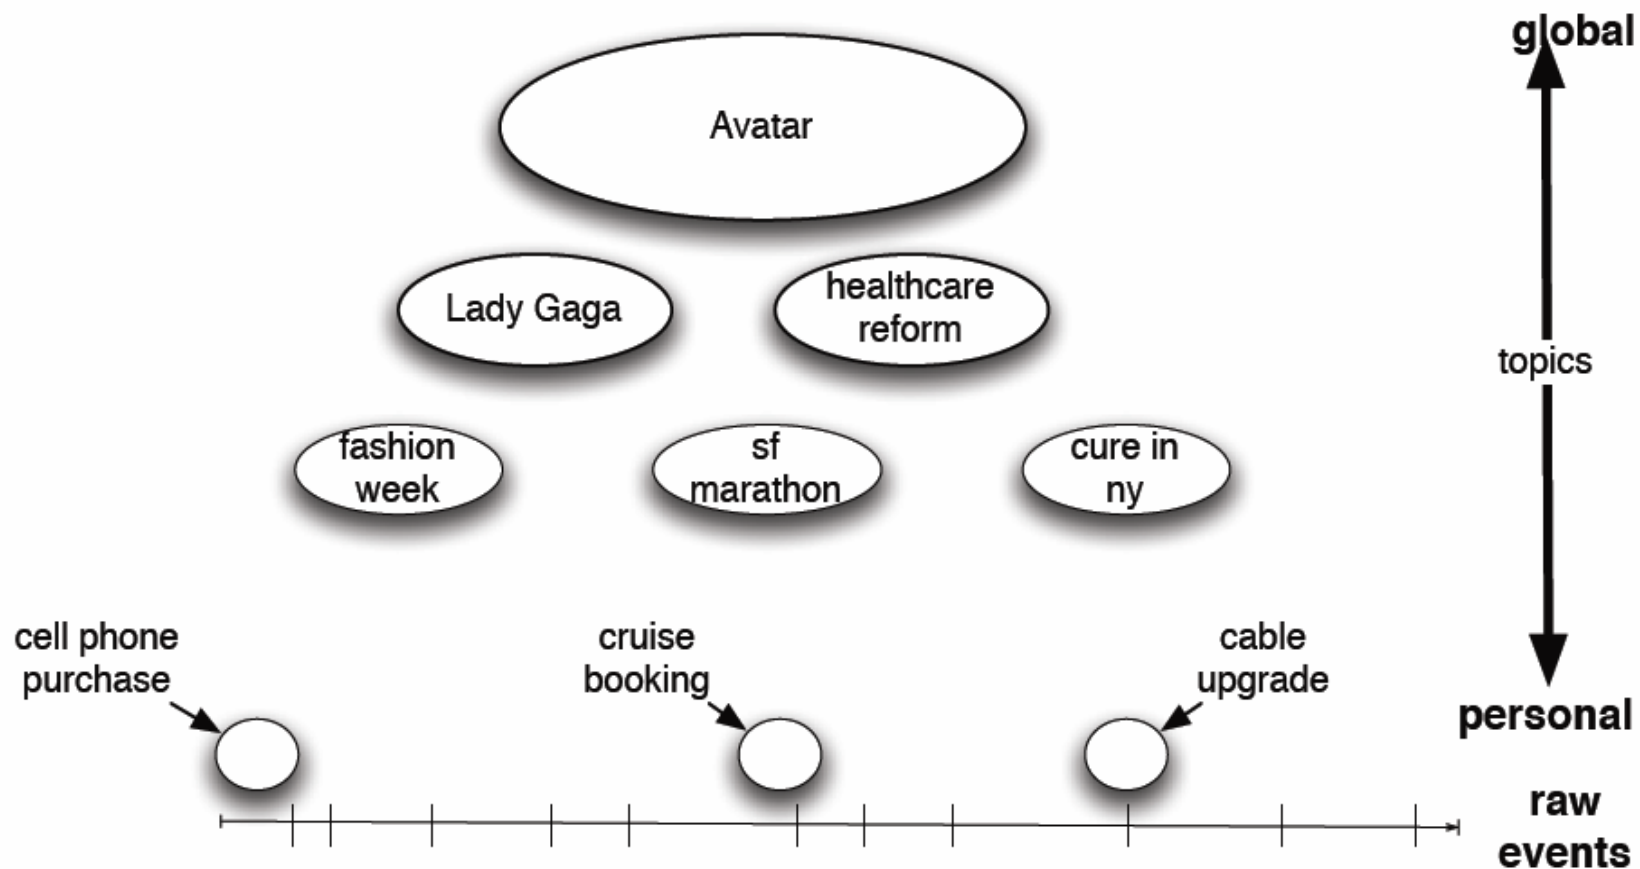 global
Avatar
Lady Gaga
healthcare
reform
topics
fashion
week
sf
marathon
cure in
ny
cell phone
purchase
cruise
booking
cable
upgrade
personal
raw
events